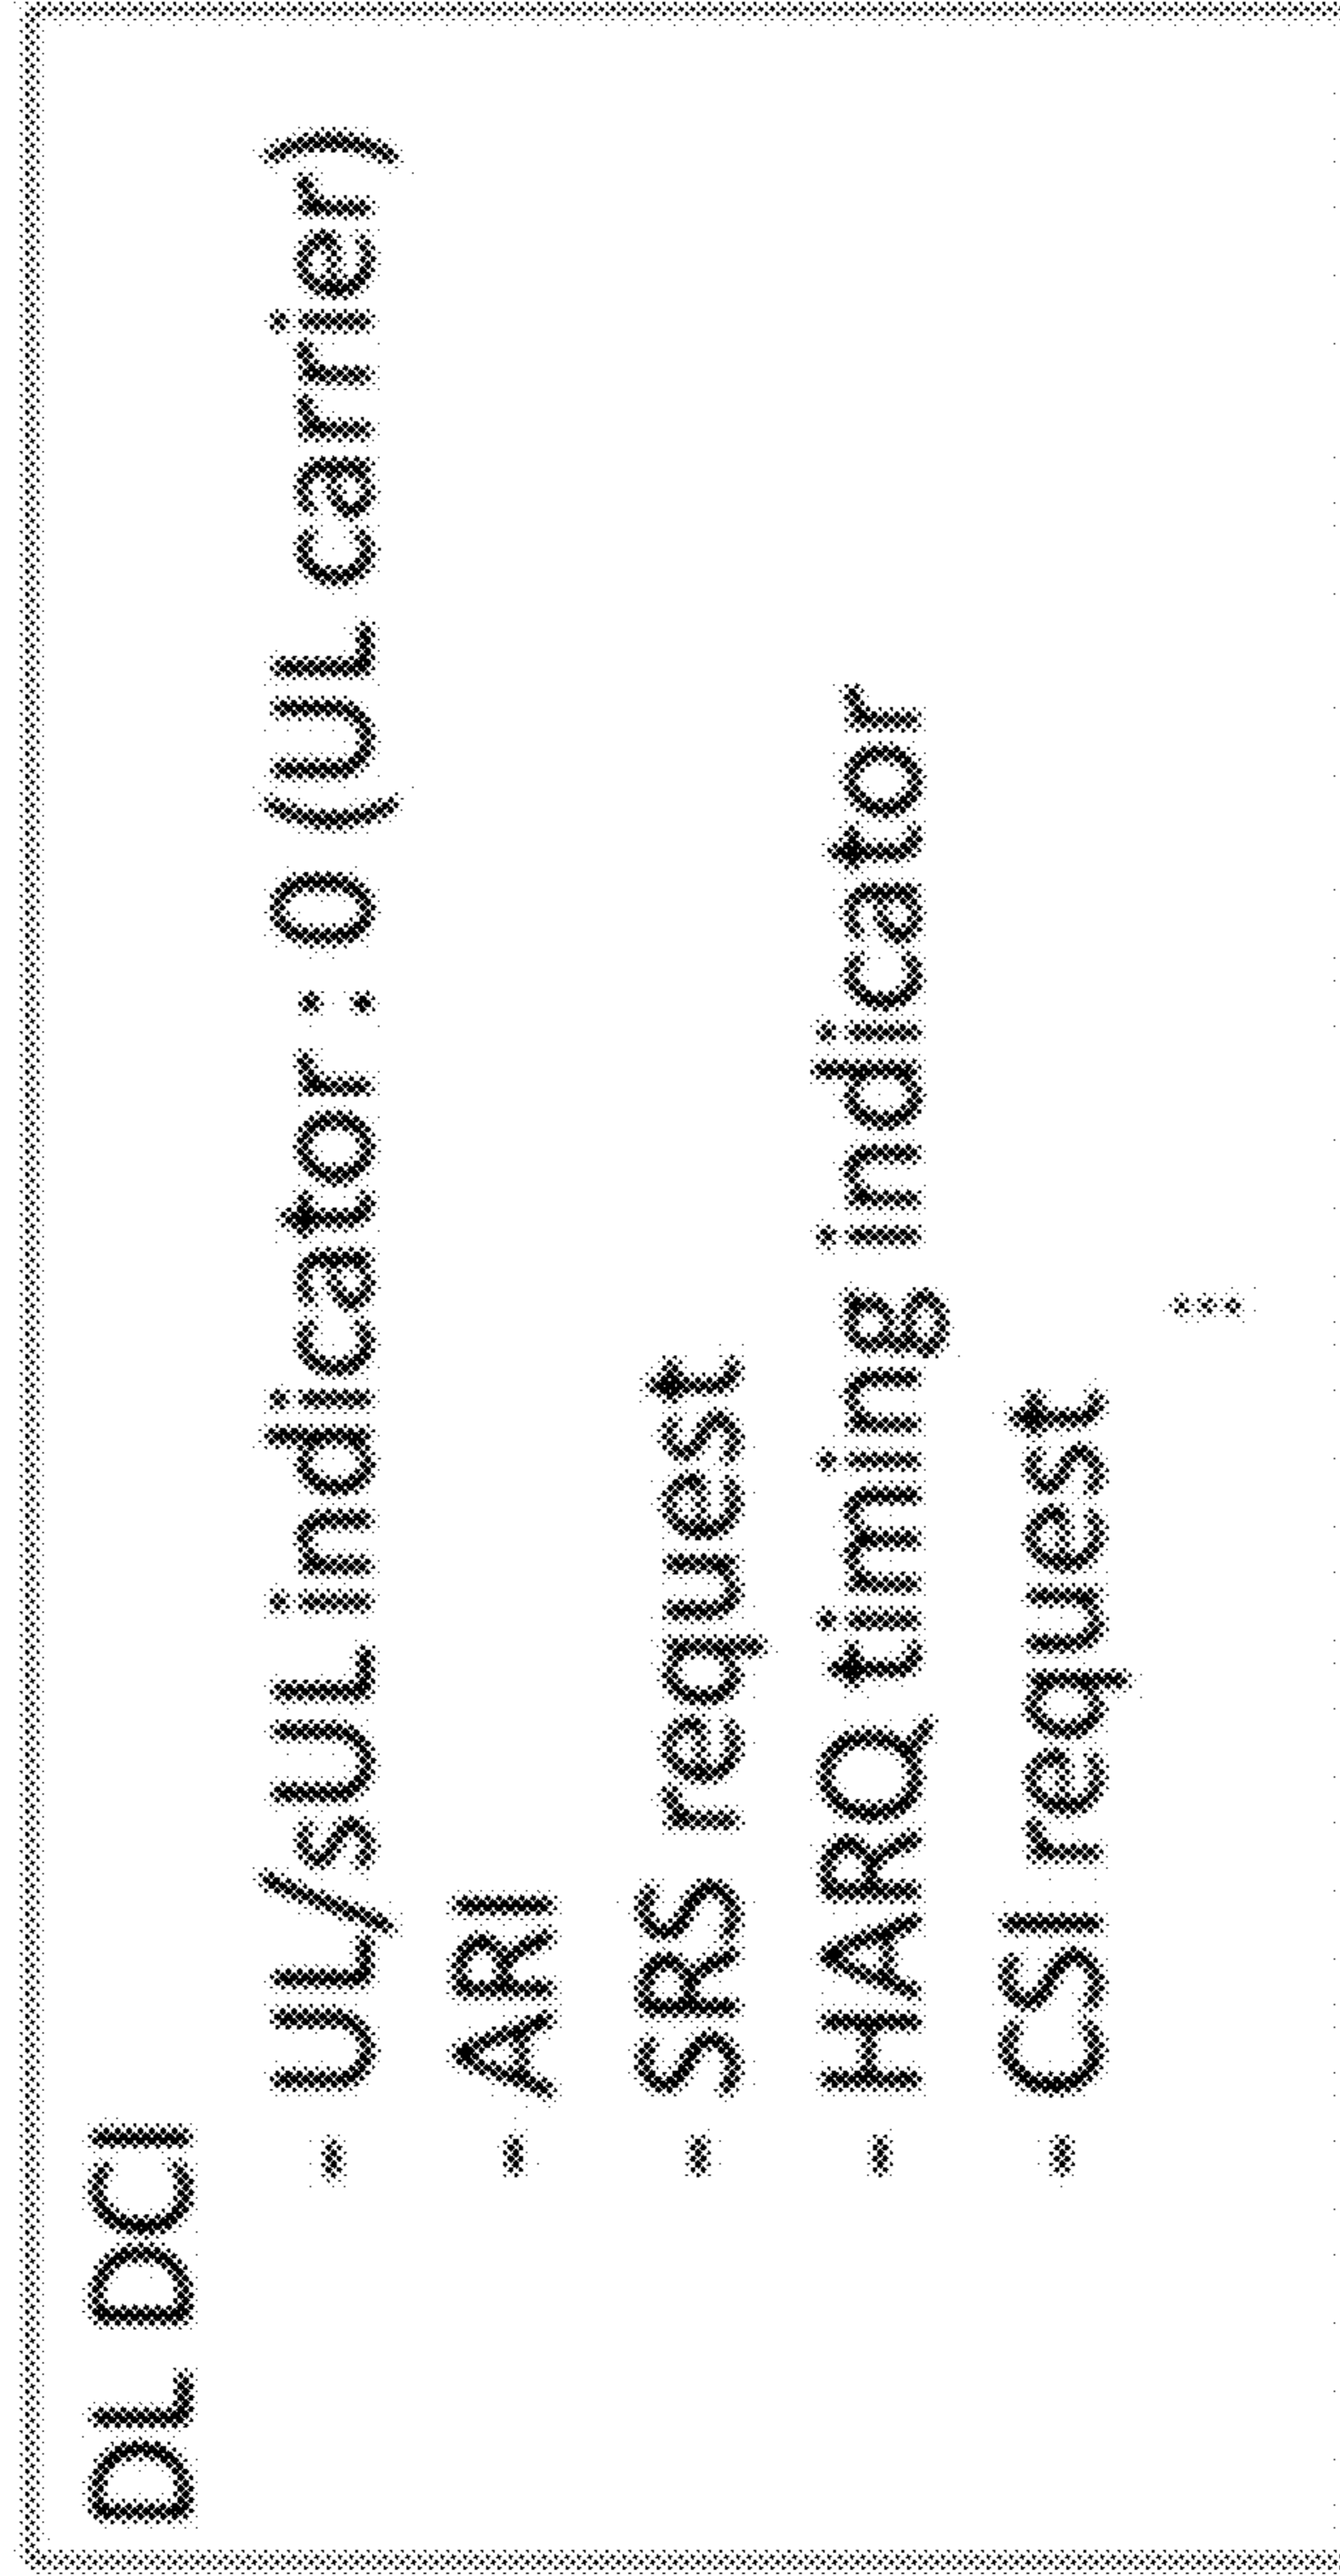 DL DCI
- UL/sUL indicator : 0 (UL carrier)
- ARI
- SRS request
- HARQ timing indicator
- CSI request
⋮